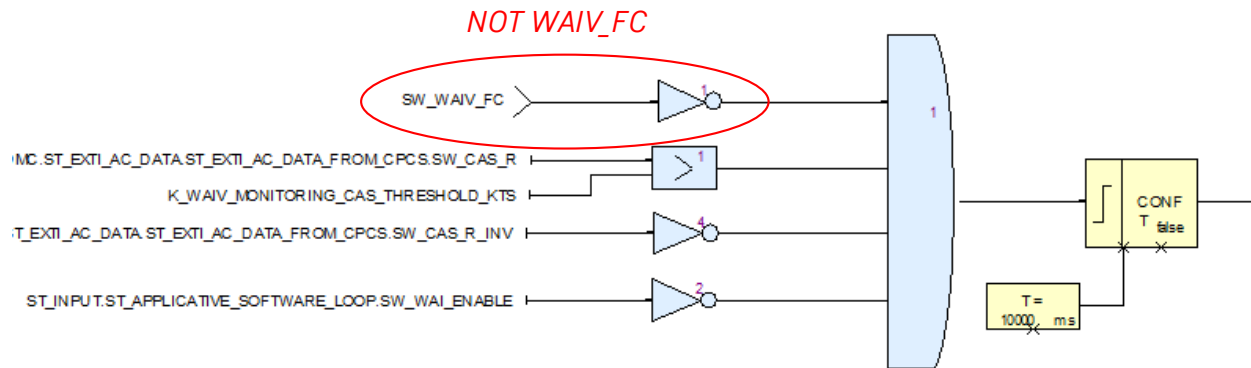 NOT WAIV_FC
SW_WAIV_FC
1
1
1
OMC.ST_EXTI_AC_DATA.ST_EXTI_AC_DATA_FROM_CPCS.SW_CAS_R
>
K_WAIV_MONITORING_CAS_THRESHOLD_KTS
ST_EXTI_AC_DATA.ST_EXTI_AC_DATA_FROM_CPCS.SW_CAS_R_INV
4
CONF
T
false
ST_INPUT.ST_APPLICATIVE_SOFTWARE_LOOP.SW_WAI_ENABLE
2
T=
10000 ms